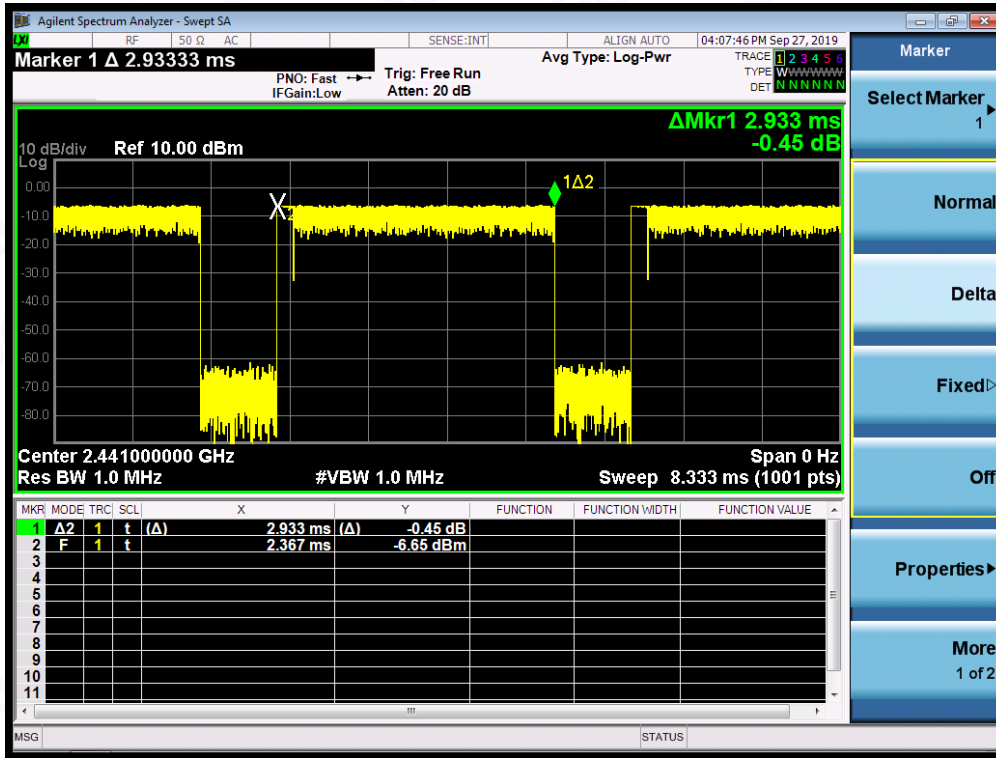 Agilent Spectrum Analyzer - Swept SA
LXI RF 50 Ω AC SENSE:INT ALIGN AUTO 04:07:46 PM Sep 27, 2019
Marker 1 Δ 2.93333 ms
PNO: Fast
IFGain:Low
Trig: Free Run
Atten: 20 dB
Avg Type: Log-Pwr
TRACE 1 2 3 4 5 6
TYPE WWWWWW
DET N N N N N N
ΔMkr1 2.933 ms
-0.45 dB
10 dB/div Ref 10.00 dBm
Log
0.00
-10.0
-20.0
-30.0
-40.0
-50.0
-60.0
-70.0
-80.0
X2
1Δ2
Center 2.441000000 GHz Span 0 Hz
Res BW 1.0 MHz #VBW 1.0 MHz Sweep 8.333 ms (1001 pts)
MKR MODE TRC SCL X Y FUNCTION FUNCTION WIDTH FUNCTION VALUE
1 Δ2 1 t (Δ) 2.933 ms (Δ) -0.45 dB
2 F 1 t 2.367 ms -6.65 dBm
3
4
5
6
7
8
9
10
11
MSG STATUS
Marker
Select Marker
1
Normal
Delta
Fixed
Off
Properties
More
1 of 2